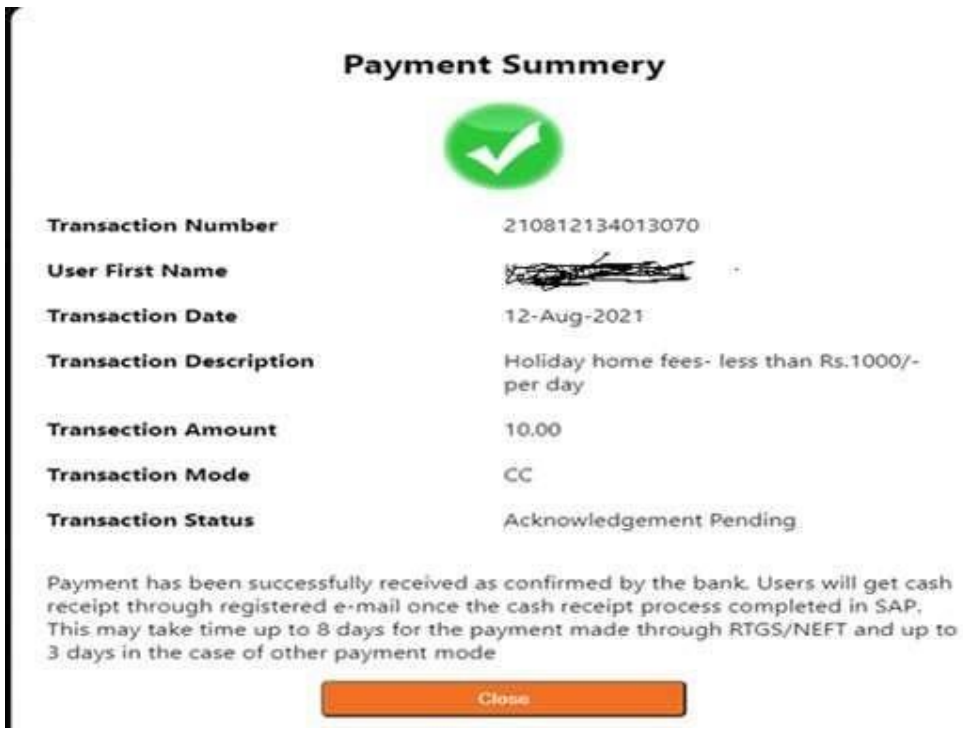 Payment Summery
Transaction Number 210812134013070
User First Name
Transaction Date 12-Aug-2021
Transaction Description Holiday home fees- less than Rs.1000/-
per day
Transection Amount 10.00
Transaction Mode CC
Transaction Status Acknowledgement Pending
Payment has been successfully received as confirmed by the bank. Users will get cash
receipt through registered e-mail once the cash receipt process completed in SAP.
This may take time up to 8 days for the payment made through RTGS/NEFT and up to
3 days in the case of other payment mode
Close